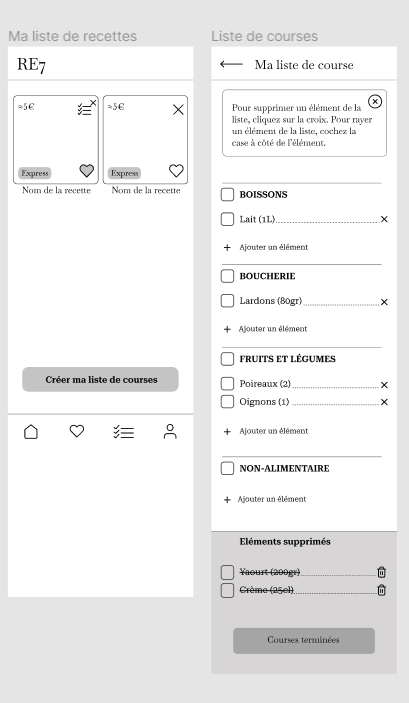 Ma liste de recettes
RE7
≈5€
≈5€
Express
Express
Nom de la recette
Nom de la recette
Créer ma liste de courses
Liste de courses
Ma liste de course
Pour supprimer un élément de la
liste, cliquez sur la croix. Pour rayer
un élément de la liste, cochez la
case à côté de l'élément.
BOISSONS
Lait (1L)
+ Ajouter un élément
BOUCHERIE
Lardons (80gr)
+ Ajouter un élément
FRUITS ET LÉGUMES
Poireaux (2)
Oignons (1)
+ Ajouter un élément
NON-ALIMENTAIRE
+ Ajouter un élément
Eléments supprimés
Yaourt (200gr)
Crème (25cl)
Courses terminées